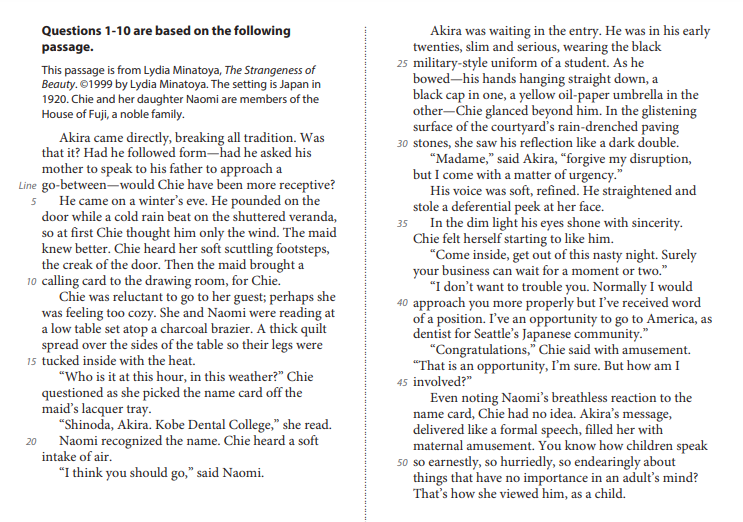 Questions 1-10 are based on the following
passage.
This passage is from Lydia Minatoya, The Strangeness of
Beauty. ©1999 by Lydia Minatoya. The setting is Japan in
1920. Chie and her daughter Naomi are members of the
House of Fuji, a noble family.
Akira came directly, breaking all tradition. Was
that it? Had he followed form—had he asked his
mother to speak to his father to approach a
Line go-between—would Chie have been more receptive?
5 He came on a winter's eve. He pounded on the
door while a cold rain beat on the shuttered veranda,
so at first Chie thought him only the wind. The maid
knew better. Chie heard her soft scuttling footsteps,
the creak of the door. Then the maid brought a
10 calling card to the drawing room, for Chie.
Chie was reluctant to go to her guest; perhaps she
was feeling too cozy. She and Naomi were reading at
a low table set atop a charcoal brazier. A thick quilt
spread over the sides of the table so their legs were
15 tucked inside with the heat.
"Who is it at this hour, in this weather?" Chie
questioned as she picked the name card off the
maid's lacquer tray.
"Shinoda, Akira. Kobe Dental College," she read.
20 Naomi recognized the name. Chie heard a soft
intake of air.
"I think you should go," said Naomi.
Akira was waiting in the entry. He was in his early
twenties, slim and serious, wearing the black
25 military-style uniform of a student. As he
bowed—his hands hanging straight down, a
black cap in one, a yellow oil-paper umbrella in the
other—Chie glanced beyond him. In the glistening
surface of the courtyard's rain-drenched paving
30 stones, she saw his reflection like a dark double.
"Madame," said Akira, "forgive my disruption,
but I come with a matter of urgency."
His voice was soft, refined. He straightened and
stole a deferential peek at her face.
35 In the dim light his eyes shone with sincerity.
Chie felt herself starting to like him.
"Come inside, get out of this nasty night. Surely
your business can wait for a moment or two."
"I don't want to trouble you. Normally I would
40 approach you more properly but I've received word
of a position. I've an opportunity to go to America, as
dentist for Seattle's Japanese community."
"Congratulations," Chie said with amusement.
"That is an opportunity, I'm sure. But how am I
45 involved?"
Even noting Naomi's breathless reaction to the
name card, Chie had no idea. Akira's message,
delivered like a formal speech, filled her with
maternal amusement. You know how children speak
50 so earnestly, so hurriedly, so endearingly about
things that have no importance in an adult's mind?
That's how she viewed him, as a child.